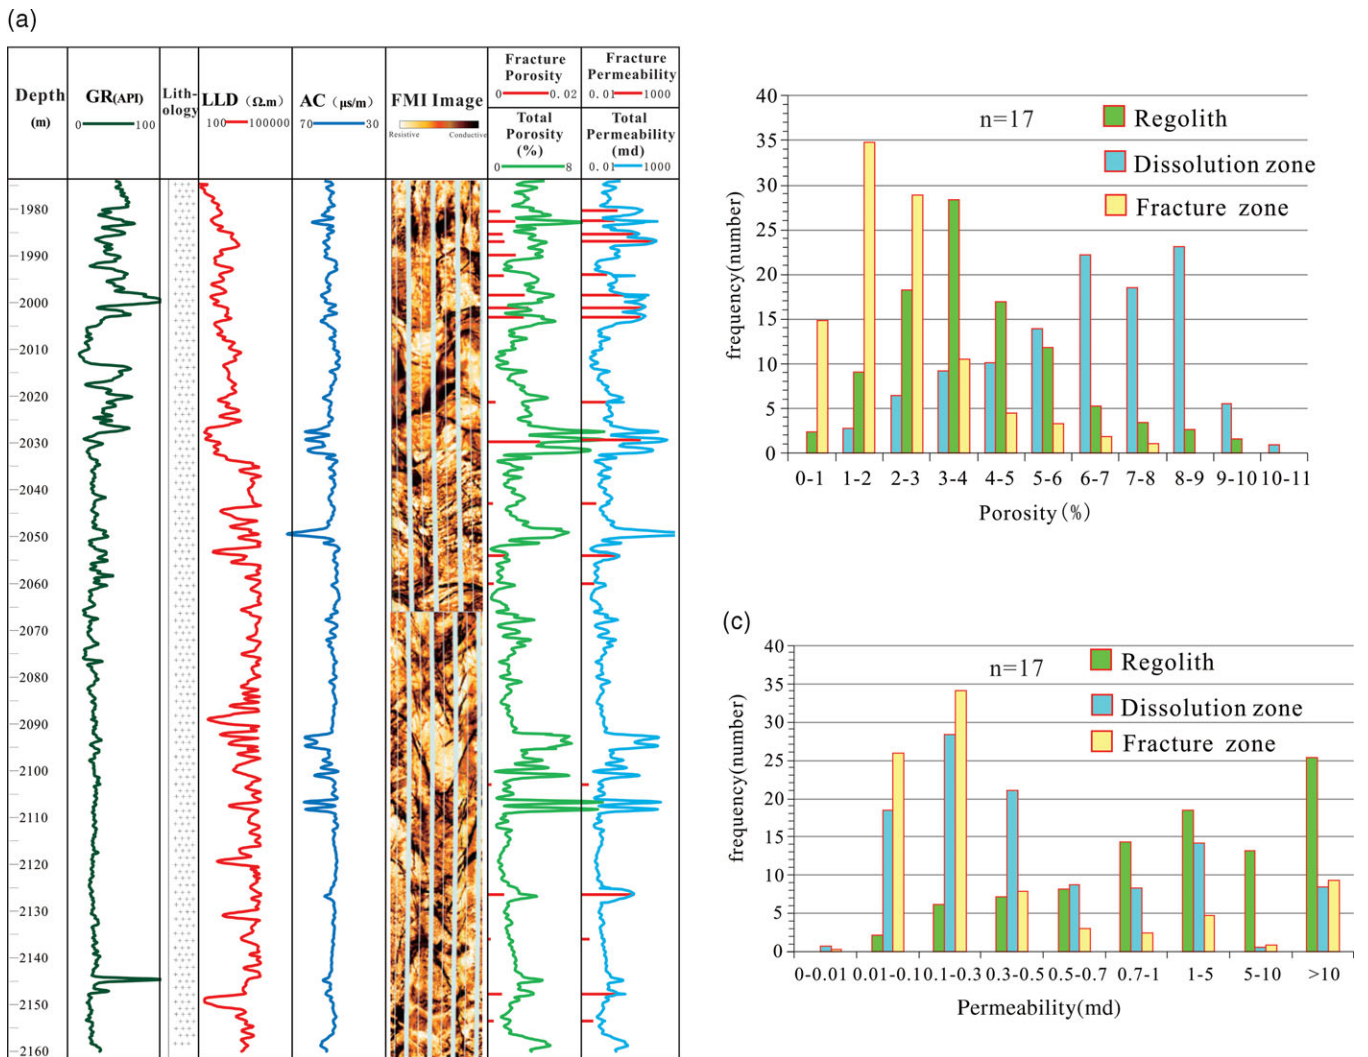 (a)
Depth
(m)
GR(API)
0 100
Lith-
ology
LLD (Ω.m)
100 100000
AC (μs/m)
70 30
FMI Image
Resistive Conductive
Fracture
Porosity
0 0.02
Total
Porosity
(%)
0 8
Fracture
Permeability
0.01 1000
Total
Permeability
(md)
0.01 1000
1980
1990
2000
2010
2020
2030
2040
2050
2060
2070
2080
2090
2100
2110
2120
2130
2140
2150
2160
n=17
Regolith
Dissolution zone
Fracture zone
frequency(number)
40
35
30
25
20
15
10
5
0
0-1 1-2 2-3 3-4 4-5 5-6 6-7 7-8 8-9 9-10 10-11
Porosity(%)
(c)
n=17
Regolith
Dissolution zone
Fracture zone
frequency(number)
40
35
30
25
20
15
10
5
0
0-0.01 0.01-0.1 0.1-0.3 0.3-0.5 0.5-0.7 0.7-1 1-5 5-10 >10
Permeability(md)